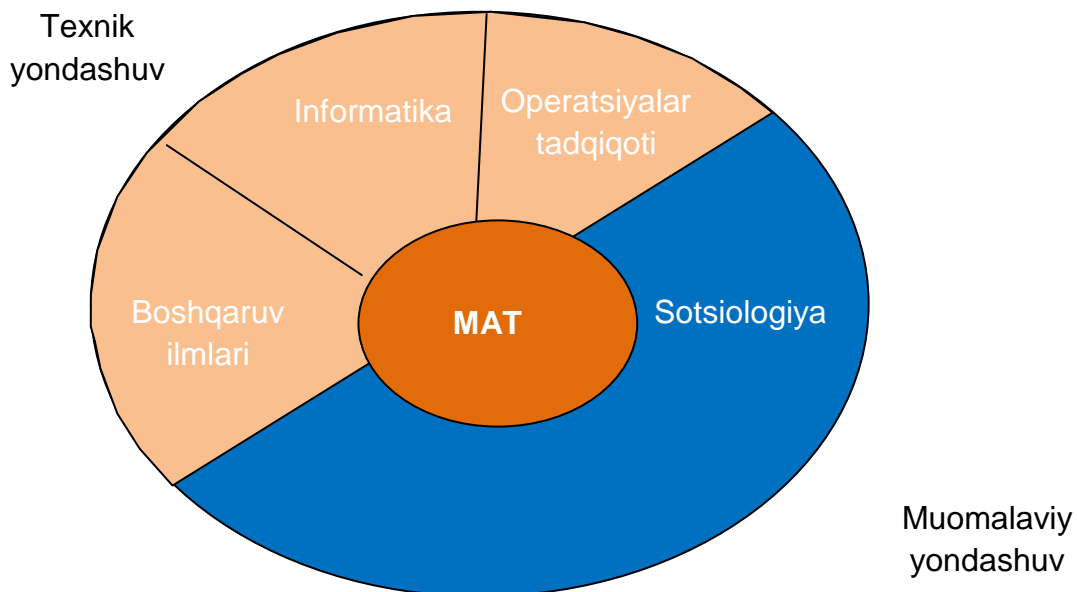 Texnik
yondashuv
Informatika
Operatsiyalar
tadqiqoti
Boshqaruv
ilmlari
MAT
Sotsiologiya
Muomalaviy
yondashuv